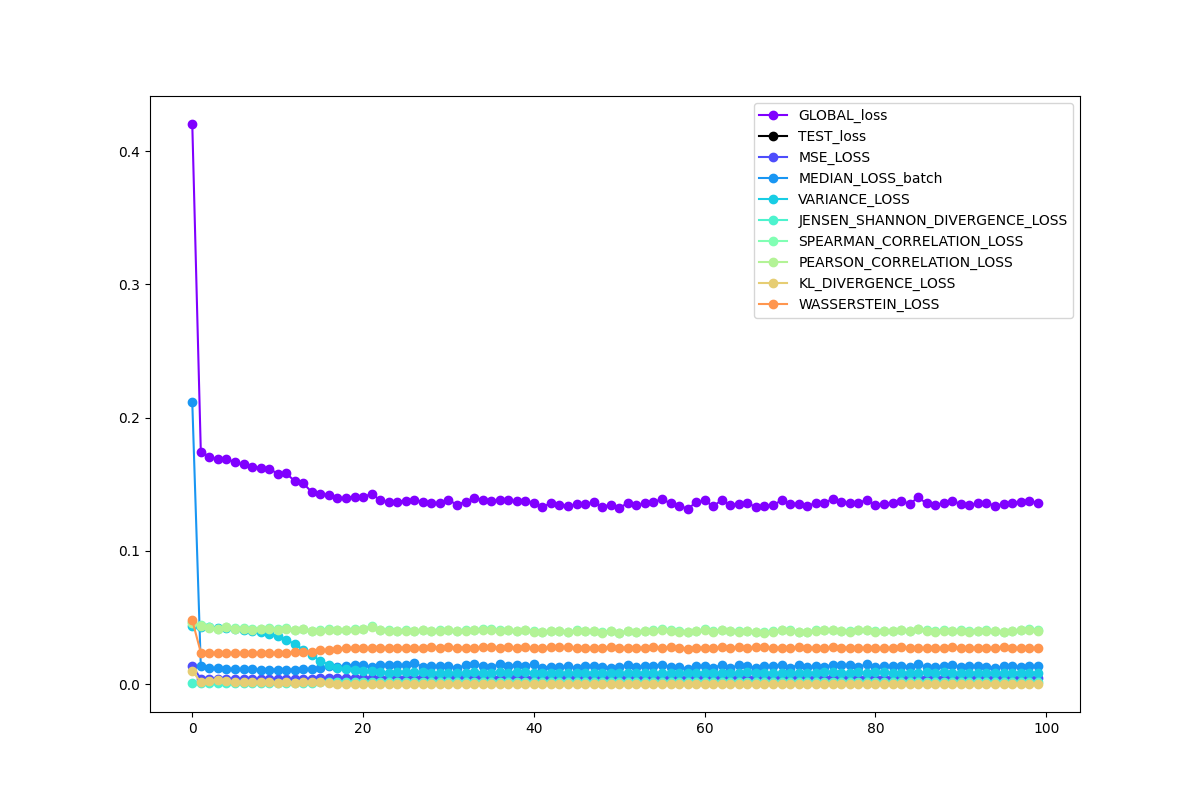 GLOBAL_loss
TEST_loss
MSE_LOSS
MEDIAN_LOSS_batch
VARIANCE_LOSS
JENSEN_SHANNON_DIVERGENCE_LOSS
SPEARMAN_CORRELATION_LOSS
PEARSON_CORRELATION_LOSS
KL_DIVERGENCE_LOSS
WASSERSTEIN_LOSS
0.4
0.3
0.2
0.1
0.0
0 20 40 60 80 100